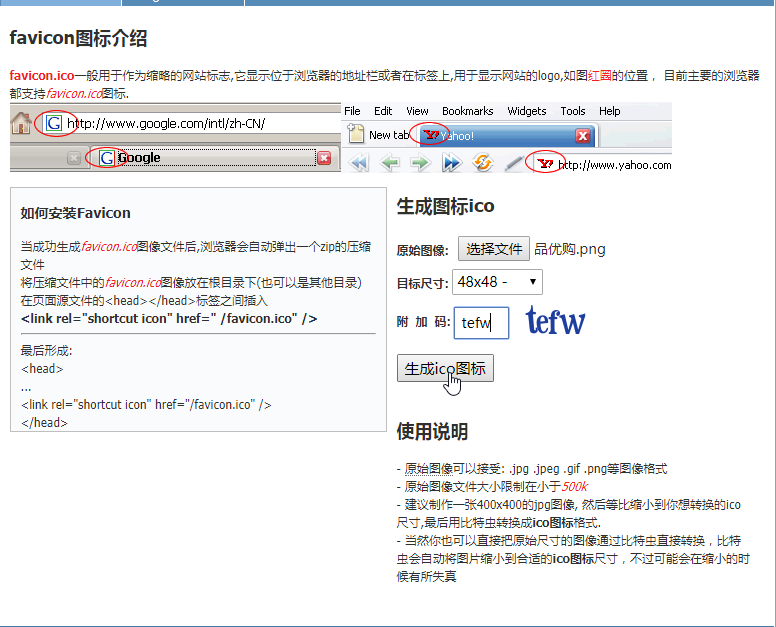 favicon图标介绍
favicon.ico一般用于作为缩略的网站标志,它显示位于浏览器的地址栏或者在标签上,用于显示网站的logo,如图红圈的位置， 目前主要的浏览器
都支持favicon.ico图标.
http://www.google.com/intl/zh-CN/
Google
File Edit View Bookmarks Widgets Tools Help
New tab
Yahoo!
http://www.yahoo.com
如何安装Favicon
当成功生成favicon.ico图像文件后,浏览器会自动弹出一个zip的压缩
文件
将压缩文件中的favicon.ico图像放在根目录下(也可以是其他目录)
在页面源文件的<head></head>标签之间插入
<link rel="shortcut icon" href=" /favicon.ico" />
最后形成:
<head>
...
<link rel="shortcut icon" href="/favicon.ico" />
</head>
生成图标ico
原始图像: 选择文件 品优购.png
目标尺寸: 48x48 -
附 加 码: tefw tefw
生成ico图标
使用说明
- 原始图像可以接受: .jpg .jpeg .gif .png等图像格式
- 原始图像文件大小限制在小于500k
- 建议制作一张400x400的jpg图像, 然后等比缩小到你想转换的ico
尺寸,最后用比特虫转换成ico图标格式.
- 当然你也可以直接把原始尺寸的图像通过比特虫直接转换，比特
虫会自动将图片缩小到合适的ico图标尺寸，不过可能会在缩小的时
候有所失真